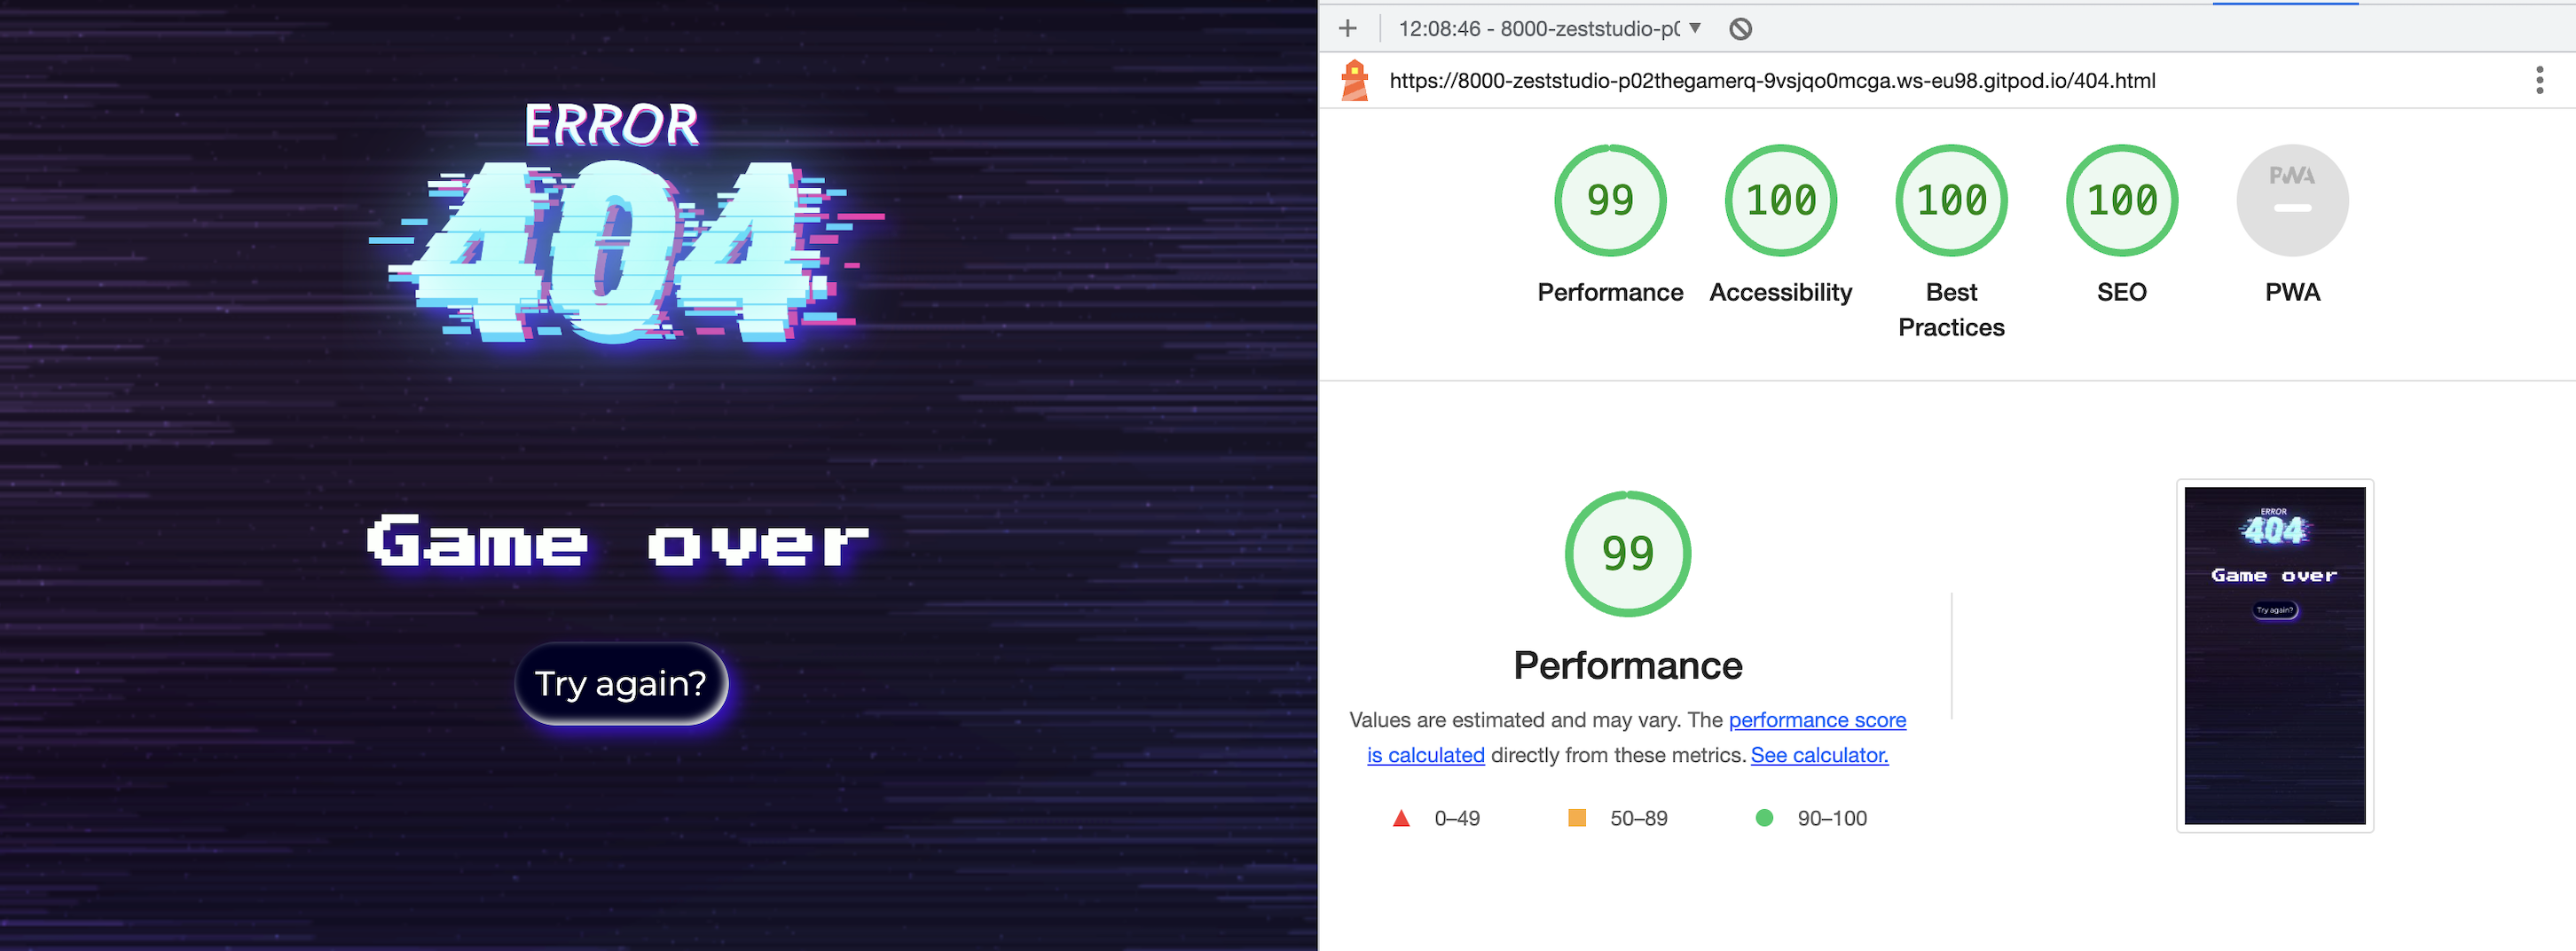 ERROR
404
Game over
Try again?
12:08:46 - 8000-zeststudio-p0
https://8000-zeststudio-p02thegamerq-9vsjqo0mcga.ws-eu98.gitpod.io/404.html
99
100
100
100
PWA
Performance
Accessibility
Best
Practices
SEO
PWA
99
Performance
Values are estimated and may vary. The performance score
is calculated directly from these metrics. See calculator.
0–49
50–89
90–100
ERROR
404
Game over
Try again?